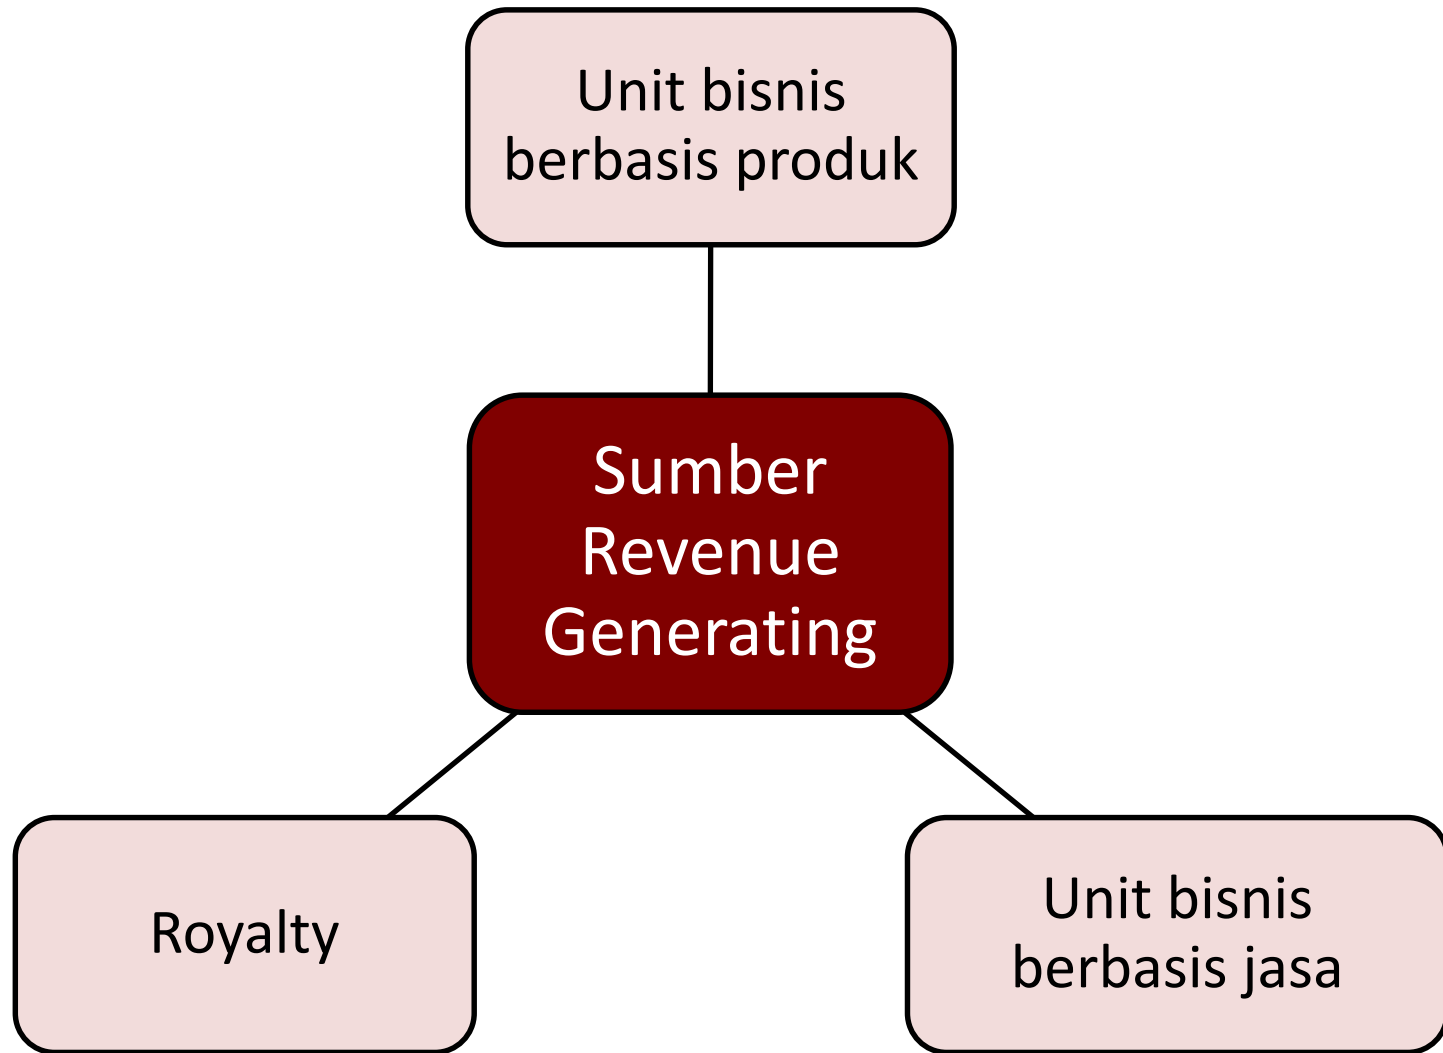 Unit bisnis
berbasis produk
Sumber
Revenue
Generating
Royalty
Unit bisnis
berbasis jasa